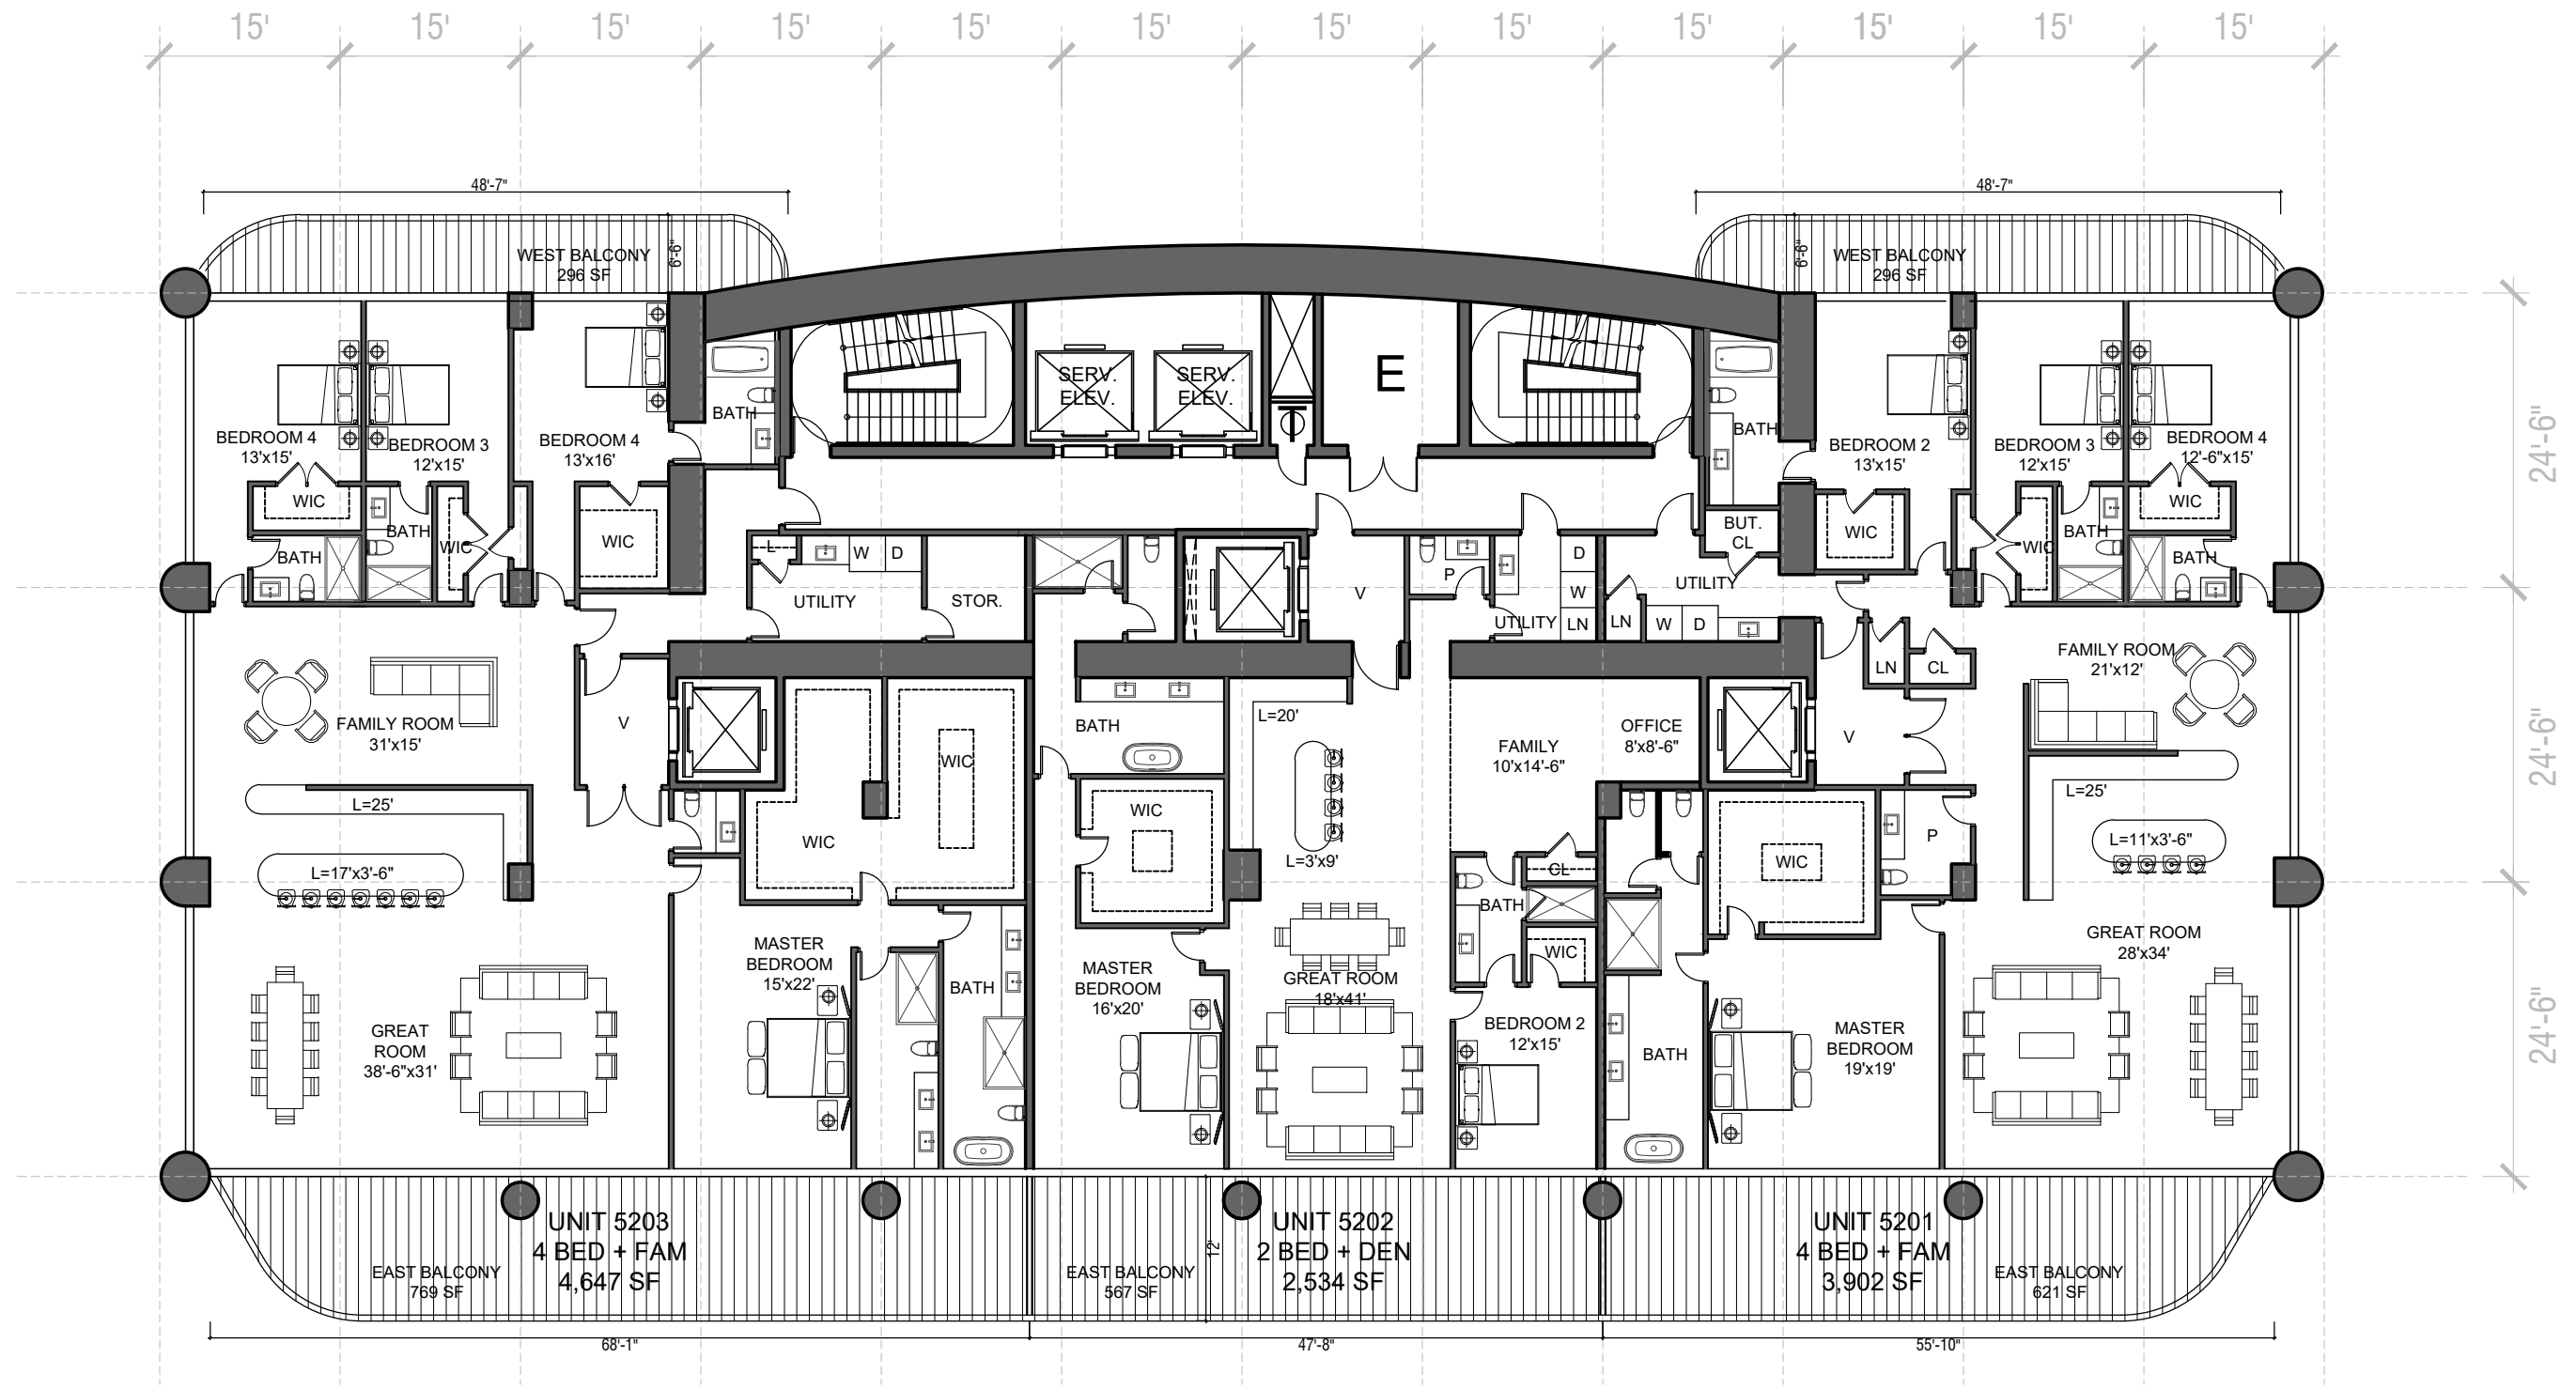 15' 15' 15' 15' 15' 15' 15' 15' 15' 15' 15' 15'
48'-7" 48'-7"
WEST BALCONY
296 SF
6'-6"
WEST BALCONY
296 SF
6'-6"
24'-6"
24'-6"
24'-6"
BEDROOM 4
13'x15'
WIC
BATH
BEDROOM 3
12'x15'
BATH
WIC
BEDROOM 4
13'x16'
WIC
BATH
SERV.
ELEV.
SERV.
ELEV.
T
E
BATH
BEDROOM 2
13'x15'
WIC
BEDROOM 3
12'x15'
WIC
BATH
BEDROOM 4
12'-6"x15'
WIC
BATH
L
W D
UTILITY
STOR.
V
P
D
W
UTILITY LN
BUT.
CL
UTILITY
LN W D
LN
CL
FAMILY ROOM
31'x15'
V
L=25'
L=17'x3'-6"
WIC
WIC
BATH
WIC
L=20'
L=3'x9'
FAMILY
10'x14'-6"
OFFICE
8'x8'-6"
V
FAMILY ROOM
21'x12'
L=25'
L=11'x3'-6"
P
WIC
CL
BATH
WIC
GREAT
ROOM
38'-6"x31'
MASTER
BEDROOM
15'x22'
BATH
MASTER
BEDROOM
16'x20'
GREAT ROOM
18'x41'
BEDROOM 2
12'x15'
BATH
MASTER
BEDROOM
19'x19'
GREAT ROOM
28'x34'
UNIT 5203
4 BED + FAM
4,647 SF
EAST BALCONY
769 SF
UNIT 5202
2 BED + DEN
2,534 SF
EAST BALCONY
567 SF
12'
UNIT 5201
4 BED + FAM
3,902 SF
EAST BALCONY
621 SF
68'-1" 47'-8" 55'-10"